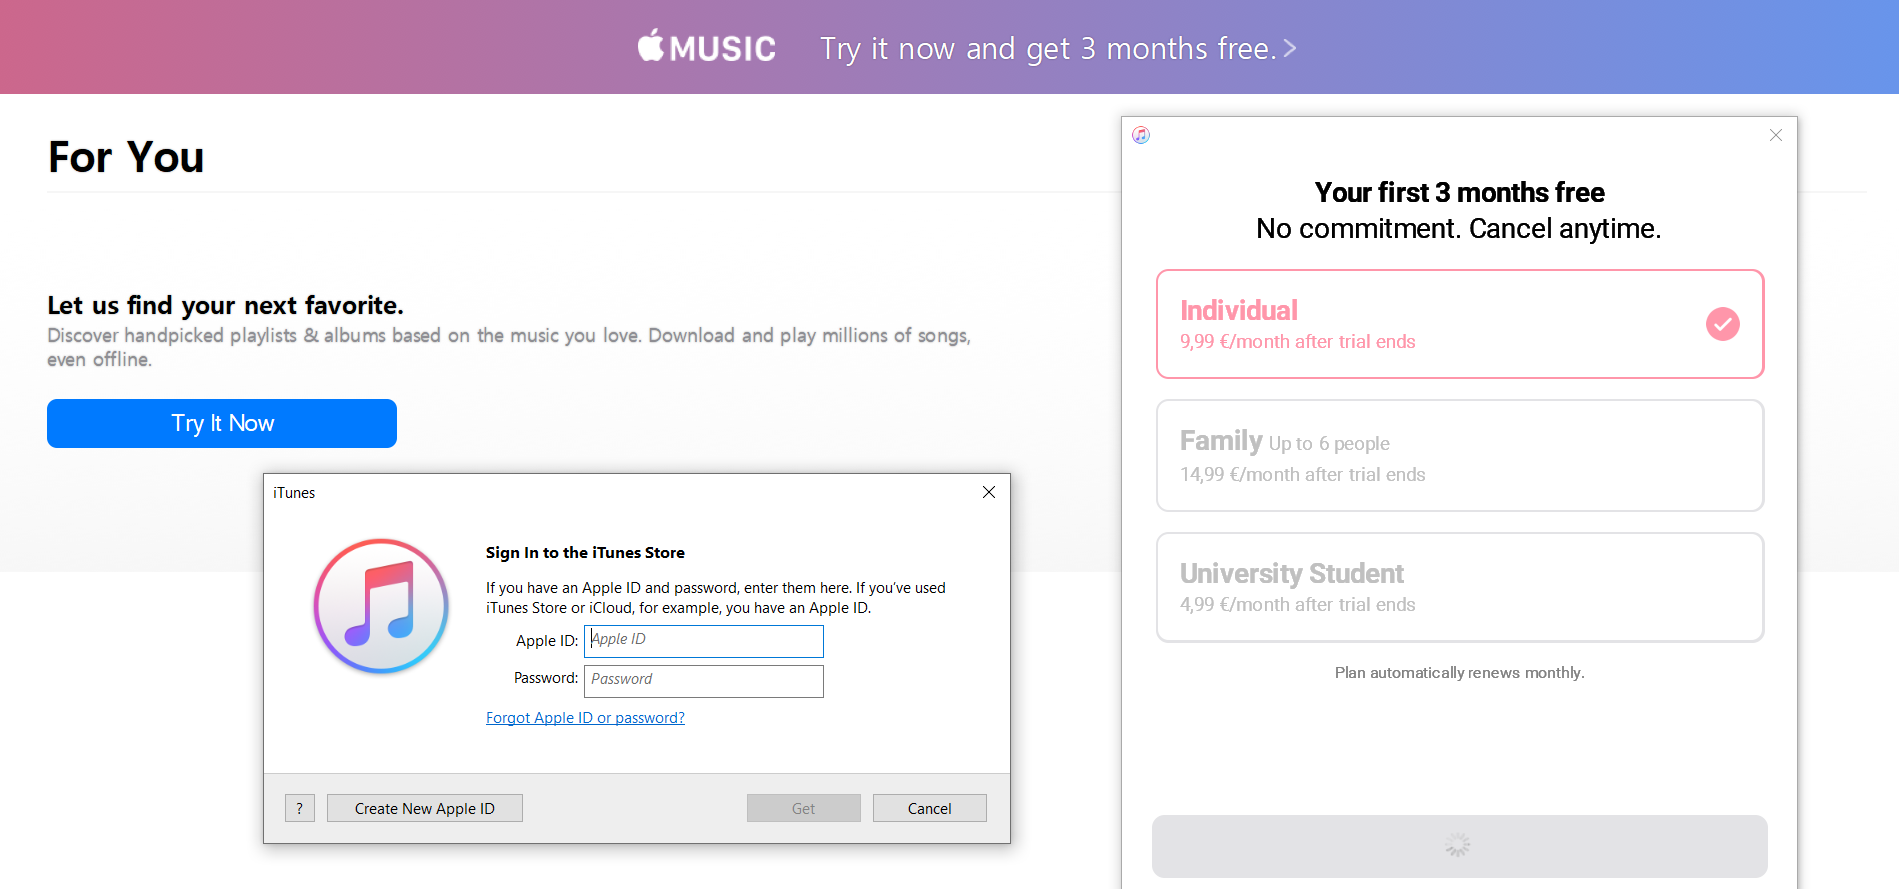 MUSIC Try it now and get 3 months free.
For You
Let us find your next favorite.
Discover handpicked playlists & albums based on the music you love. Download and play millions of songs,
even offline.
Try It Now
iTunes
Sign In to the iTunes Store
If you have an Apple ID and password, enter them here. If you've used
iTunes Store or iCloud, for example, you have an Apple ID.
Apple ID: Apple ID
Password: Password
Forgot Apple ID or password?
? Create New Apple ID Get Cancel
Your first 3 months free
No commitment. Cancel anytime.
Individual
9,99 €/month after trial ends
Family Up to 6 people
14,99 €/month after trial ends
University Student
4,99 €/month after trial ends
Plan automatically renews monthly.